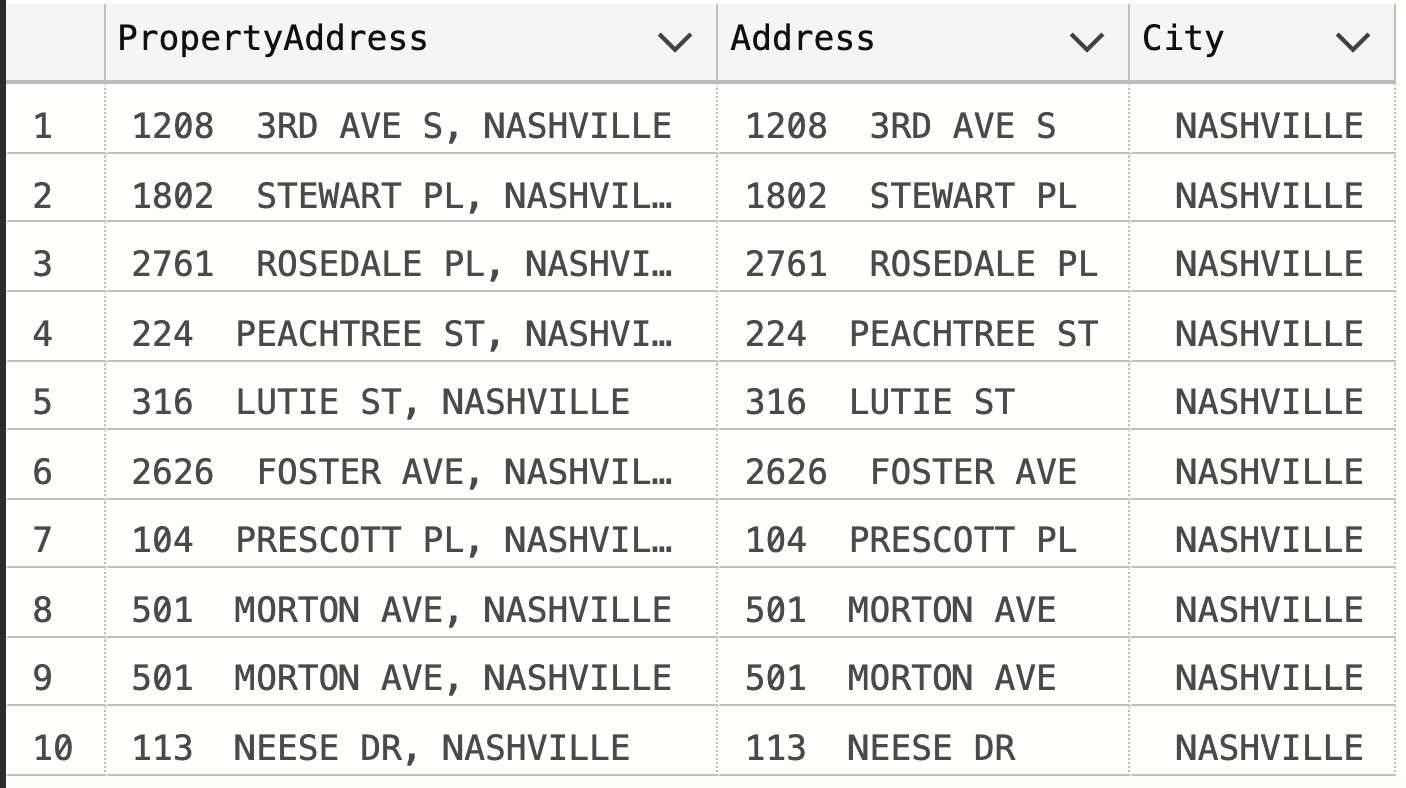 PropertyAddress Address City
1 1208  3RD AVE S, NASHVILLE 1208  3RD AVE S NASHVILLE
2 1802  STEWART PL, NASHVIL… 1802  STEWART PL NASHVILLE
3 2761  ROSEDALE PL, NASHVI… 2761  ROSEDALE PL NASHVILLE
4 224  PEACHTREE ST, NASHVI… 224  PEACHTREE ST NASHVILLE
5 316  LUTIE ST, NASHVILLE 316  LUTIE ST NASHVILLE
6 2626  FOSTER AVE, NASHVIL… 2626  FOSTER AVE NASHVILLE
7 104  PRESCOTT PL, NASHVIL… 104  PRESCOTT PL NASHVILLE
8 501  MORTON AVE, NASHVILLE 501  MORTON AVE NASHVILLE
9 501  MORTON AVE, NASHVILLE 501  MORTON AVE NASHVILLE
10 113  NEESE DR, NASHVILLE 113  NEESE DR NASHVILLE